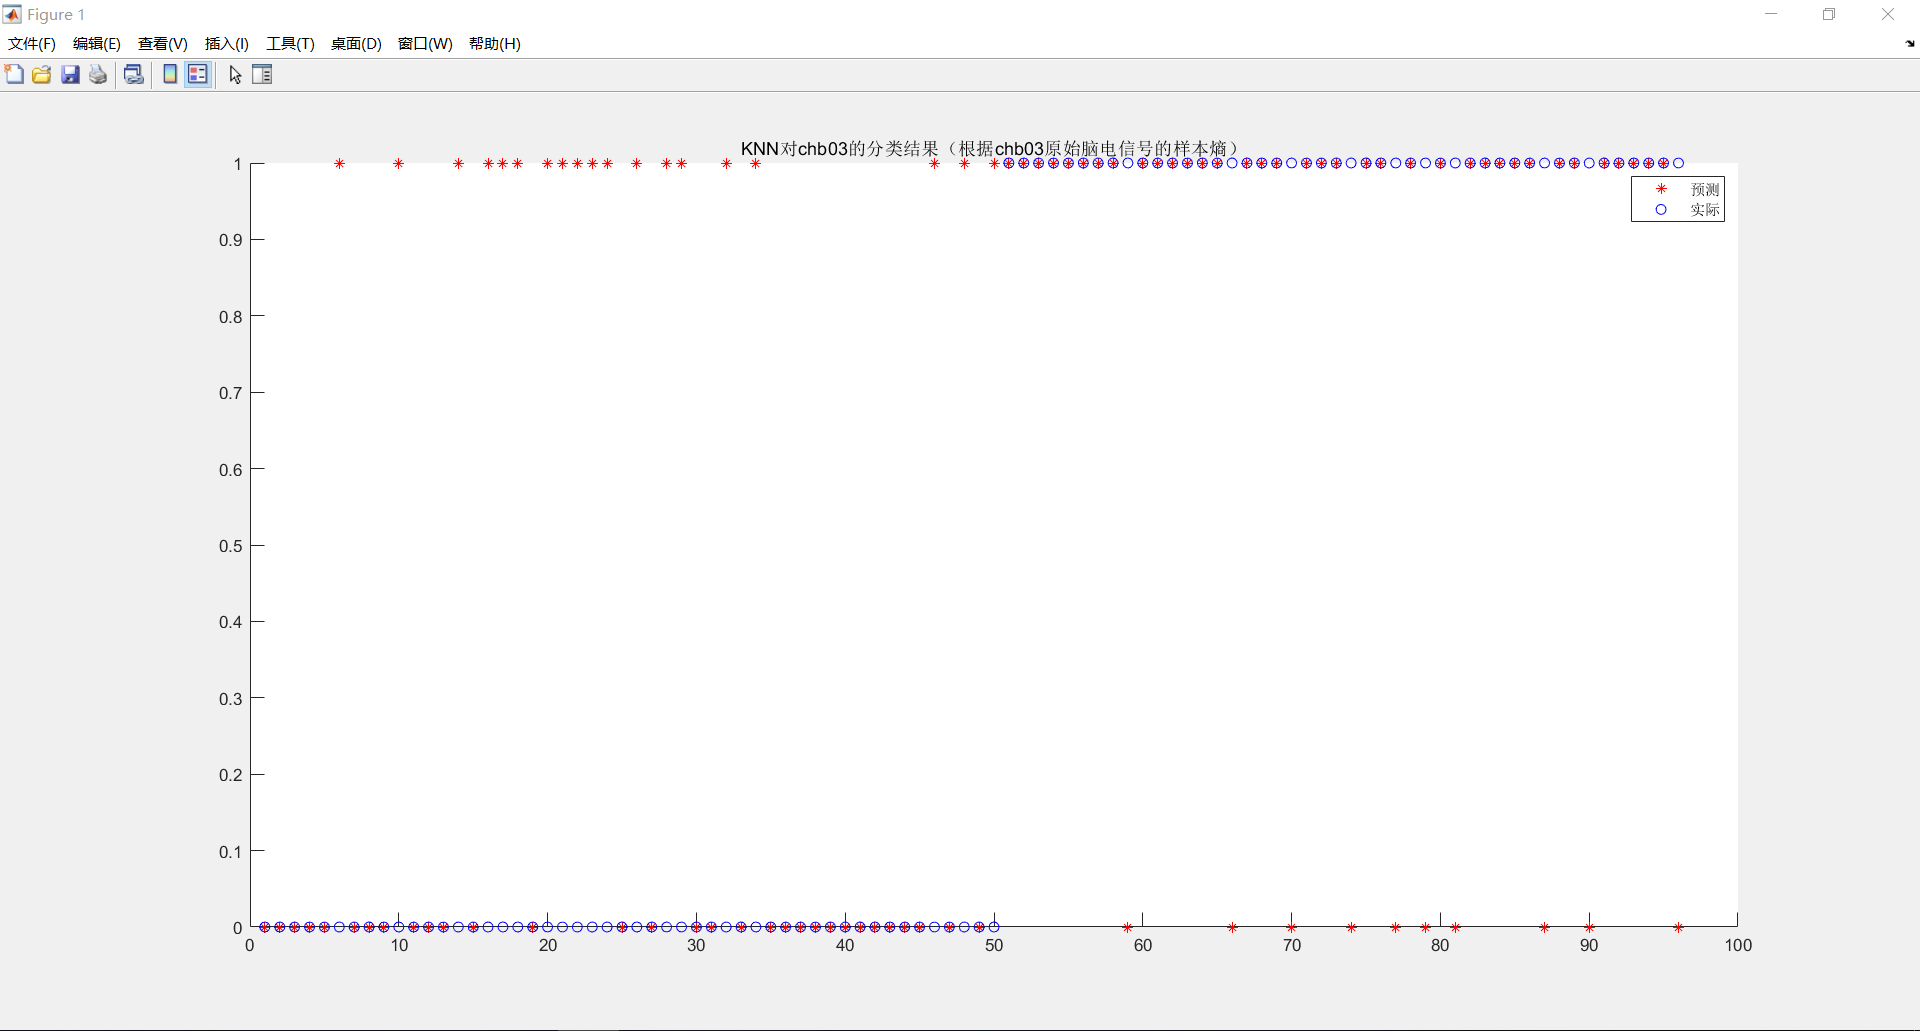 Figure 1
文件(F) 编辑(E) 查看(V) 插入(I) 工具(T) 桌面(D) 窗口(W) 帮助(H)
KNN对chb03的分类结果（根据chb03原始脑电信号的样本熵）
预测
实际
1
0.9
0.8
0.7
0.6
0.5
0.4
0.3
0.2
0.1
0
0 10 20 30 40 50 60 70 80 90 100